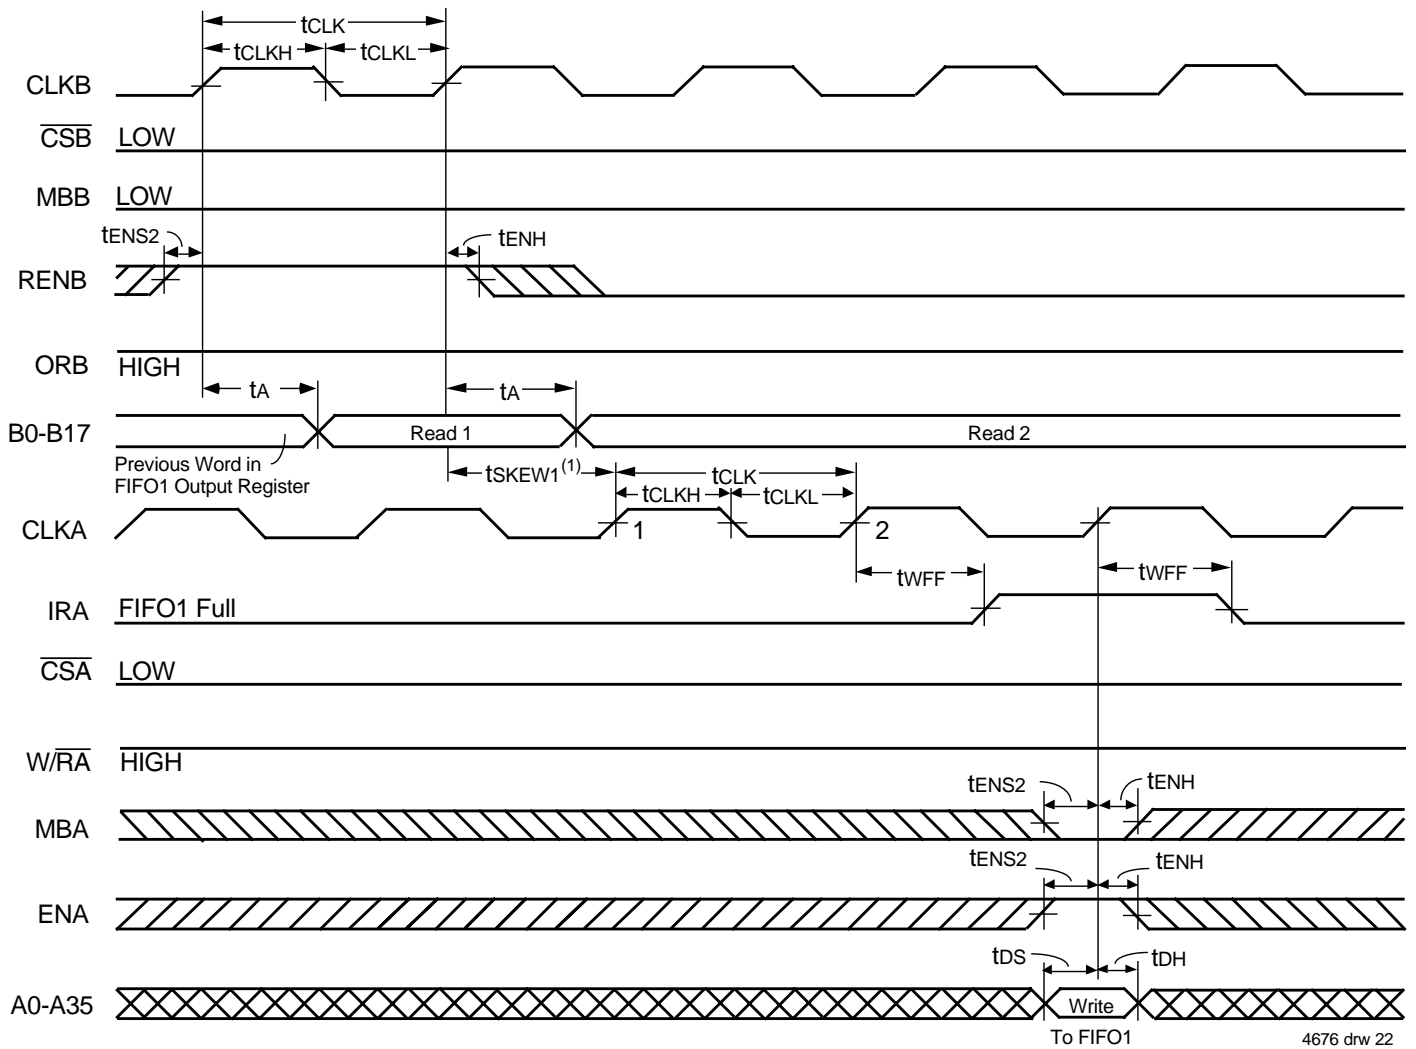 tCLK
tCLKH tCLKL
CLKB
CSB LOW
MBB LOW
tENS2 tENH
RENB
ORB HIGH
tA tA
B0-B17 Read 1 Read 2
Previous Word in
FIFO1 Output Register
tSKEW1(1) tCLK
tCLKH tCLKL
CLKA 1 2
tWFF tWFF
IRA FIFO1 Full
CSA LOW
W/RA HIGH
tENS2 tENH
MBA
tENS2 tENH
ENA
tDS tDH
A0-A35 Write
To FIFO1
4676 drw 22